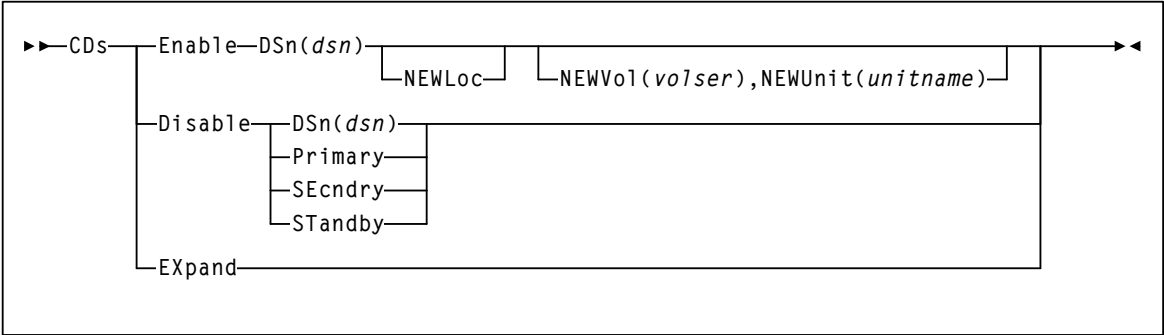 CDs Enable DSn(dsn)
NEWLoc NEWVol(volser),NEWUnit(unitname)
Disable DSn(dsn)
Primary
SEcndry
STandby
EXpand